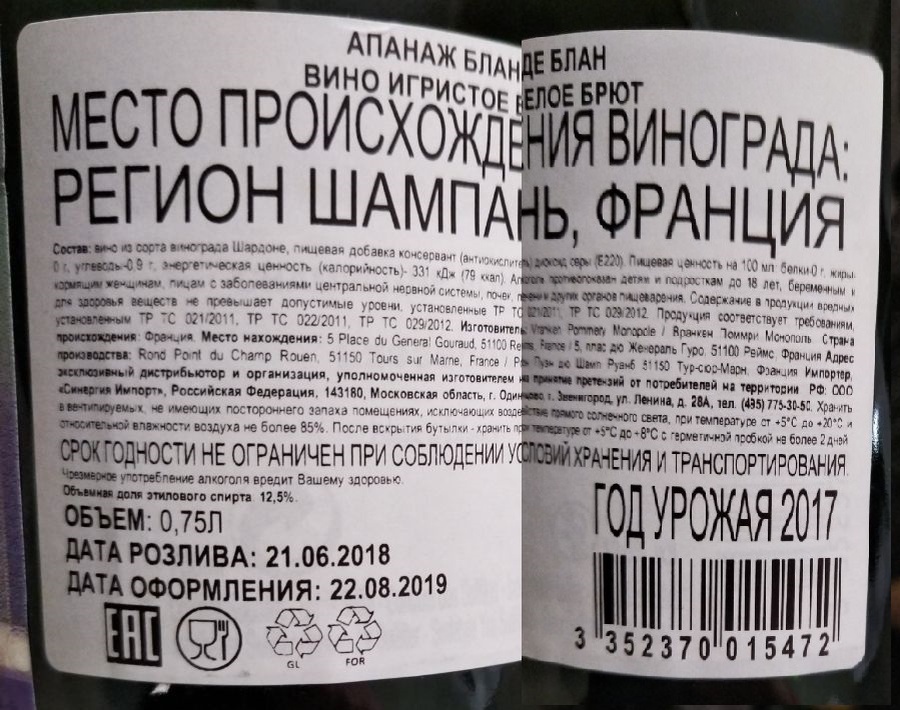 АПАНАЖ БЛАН ДЕ БЛАН
ВИНО ИГРИСТОЕ БЕЛОЕ БРЮТ
МЕСТО ПРОИСХОЖДЕНИЯ ВИНОГРАДА:
РЕГИОН ШАМПАНЬ, ФРАНЦИЯ
Состав: вино из сорта винограда Шардоне, пищевая добавка консервант (антиокислитель) диоксид серы (Е220). Пищевая ценность на 100 мл: белки-0 г, жиры-
0 г, углеводы-0,9 г, энергетическая ценность (калорийность)- 331 кДж (79 ккал). Алкоголь противопоказан детям и подросткам до 18 лет, беременным и
кормящим женщинам, лицам с заболеваниями центральной нервной системы, почек, печени и других органов пищеварения. Содержание в продукции вредных
для здоровья веществ не превышает допустимые уровни, установленные ТР ТС 021/2011, ТР ТС 029/2012. Продукция соответствует требованиям,
установленным ТР ТС 021/2011, ТР ТС 022/2011, ТР ТС 029/2012. Изготовитель: Vranken Pommery Monopole / Вранкен Поммри Монополь. Страна
происхождения: Франция. Место нахождения: 5 Place du General Gouraud, 51100 Reims, France / 5, плас дю Женераль Гуро, 51100 Реймс, Франция Адрес
производства: Rond Point du Champ Rouen, 51150 Tours sur Marne, France / Рон Пуэн дю Шамп Руанб 51150 Тур-сюр-Марн, Франция Импортер,
эксклюзивный дистрибьютор и организация, уполномоченная изготовителем на принятие претензий от потребителей на территории РФ: ООО
«Синергия Импорт», Российская Федерация, 143180, Московская область, г. Одинцово, г. Звенигород, ул. Ленина, д. 28А, тел. (495) 775-30-50. Хранить
в вентилируемых, не имеющих постороннего запаха помещениях, исключающих воздействие прямого солнечного света, при температуре от +5°С до +20°С и
относительной влажности воздуха не более 85%. После вскрытия бутылки - хранить при температуре от +5°С до +8°С с герметичной пробкой не более 2 дней
СРОК ГОДНОСТИ НЕ ОГРАНИЧЕН ПРИ СОБЛЮДЕНИИ УСЛОВИЙ ХРАНЕНИЯ И ТРАНСПОРТИРОВАНИЯ.
Чрезмерное употребление алкоголя вредит Вашему здоровью.
Объемная доля этилового спирта 12,5%.
ОБЪЕМ: 0,75Л
ДАТА РОЗЛИВА: 21.06.2018
ДАТА ОФОРМЛЕНИЯ: 22.08.2019
ГОД УРОЖАЯ 2017
EAC
GL
FOR
3 352370 015472